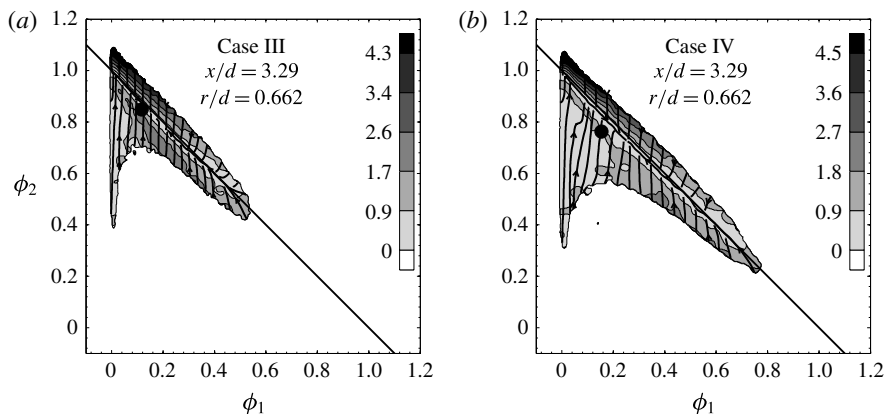 (a)
Case III
x/d = 3.29
r/d = 0.662
1.2
1.0
0.8
0.6
0.4
0.2
0
ϕ2
4.3
3.4
2.6
1.7
0.9
0
0 0.2 0.4 0.6 0.8 1.0 1.2
ϕ1
(b)
Case IV
x/d = 3.29
r/d = 0.662
1.2
1.0
0.8
0.6
0.4
0.2
0
4.5
3.6
2.7
1.8
0.9
0
0 0.2 0.4 0.6 0.8 1.0 1.2
ϕ1